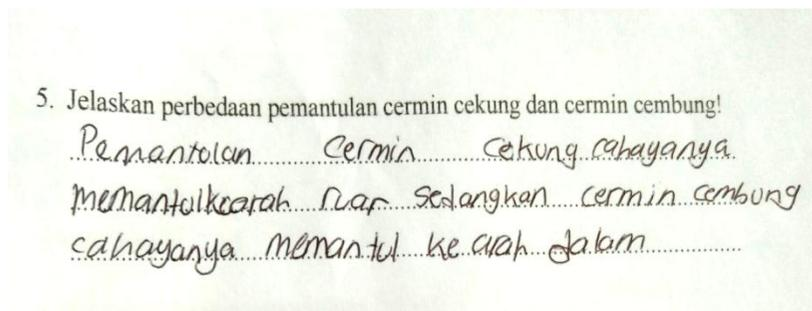 5. Jelaskan perbedaan pemantulan cermin cekung dan cermin cembung!
Pemantolan cermin cekung cahayanya
memantulkearah luar sedangkan cermin cembung
cahayanya memantul ke arah dalam